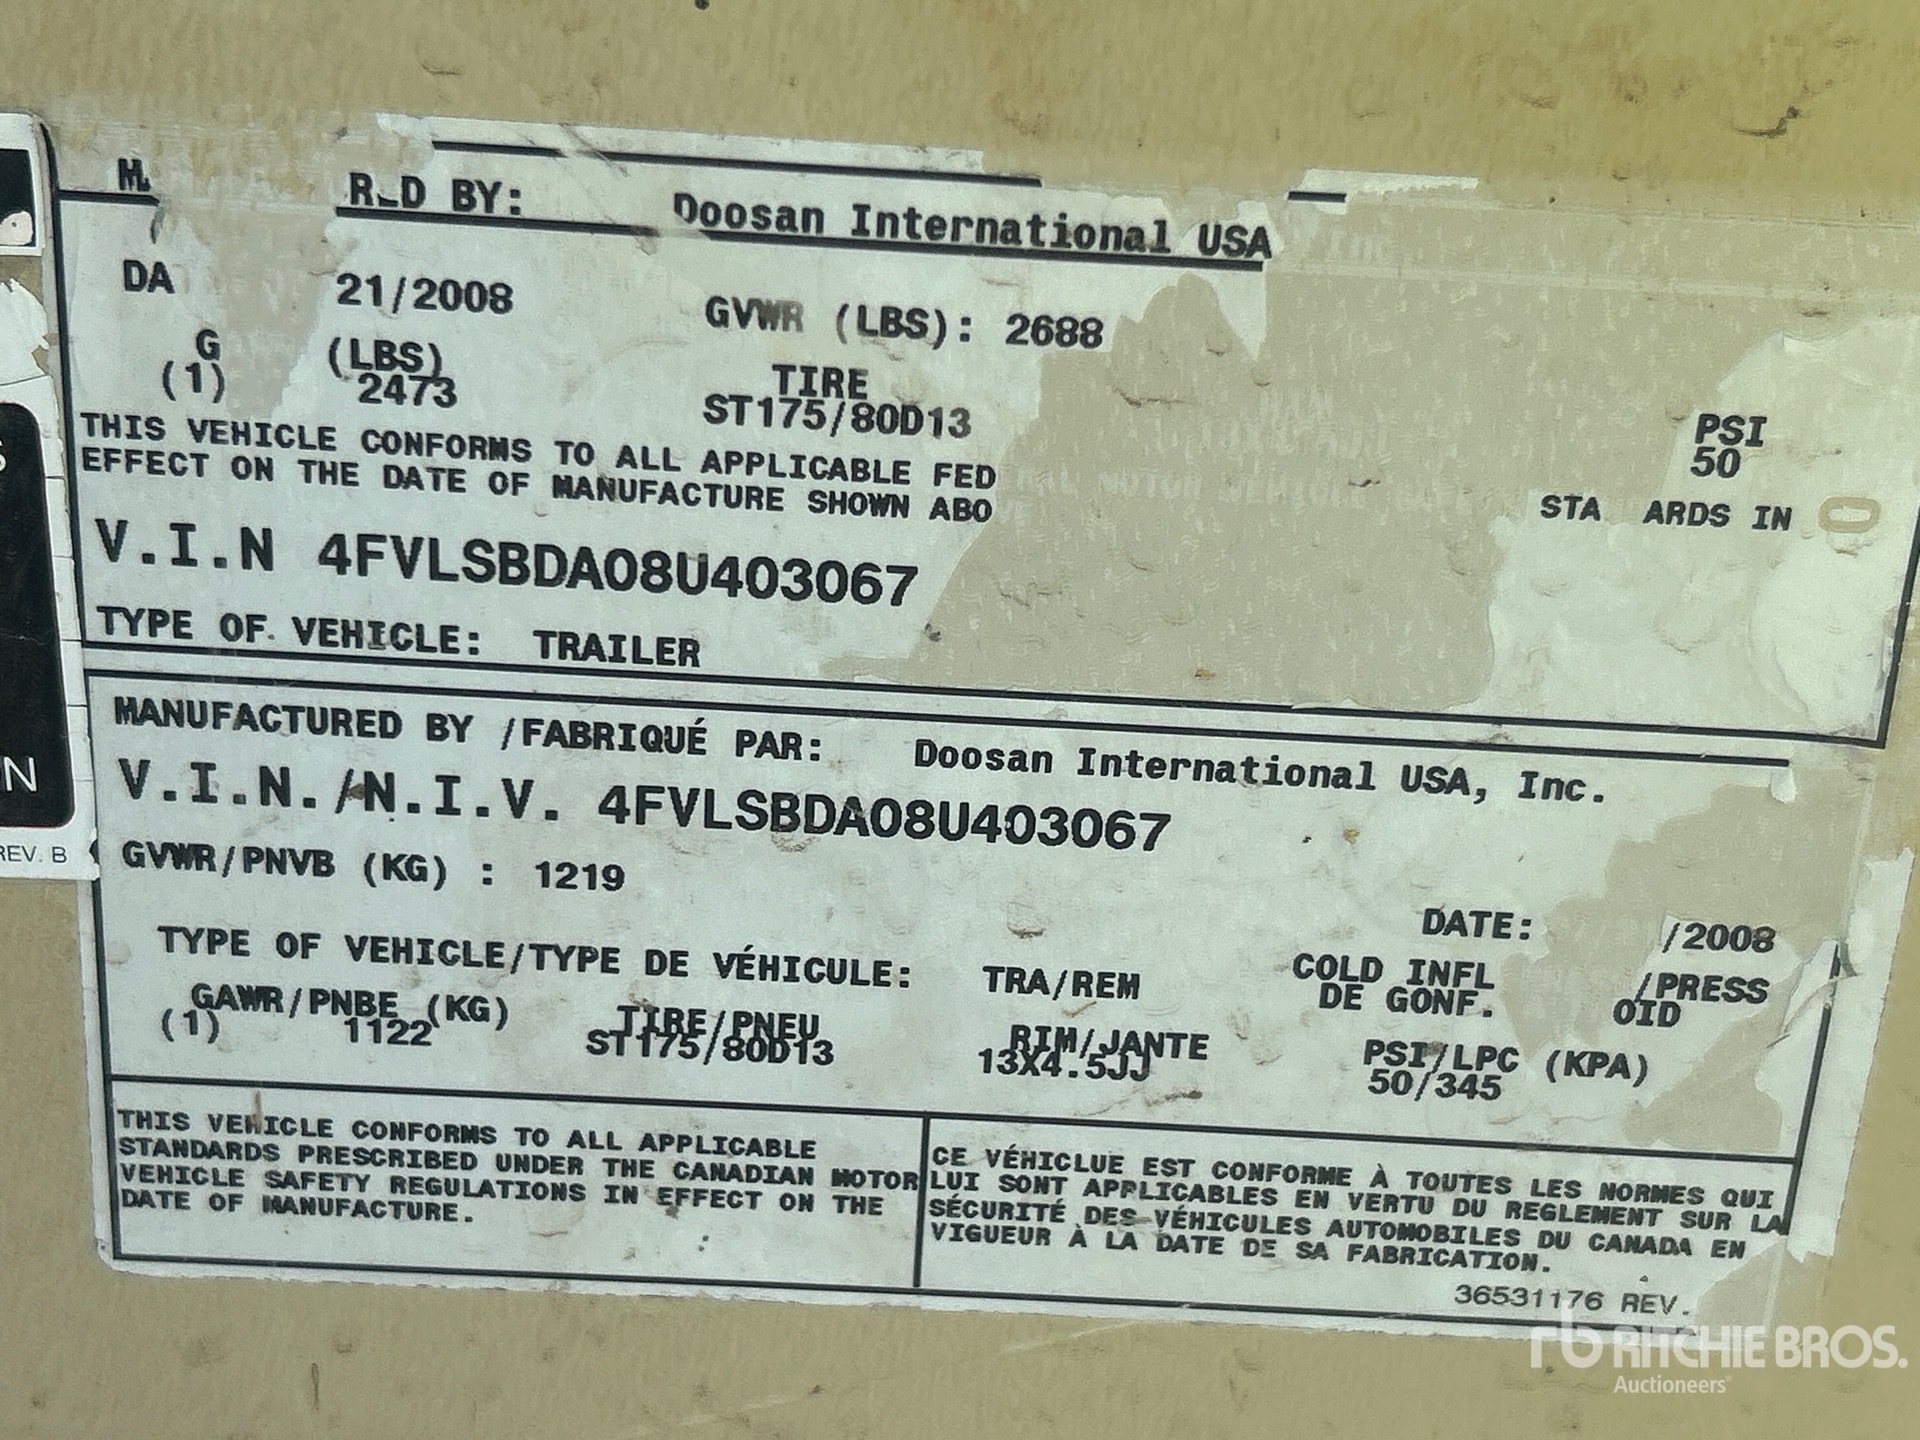 R_D BY: Doosan International USA
DA 21/2008 GVWR (LBS): 2688
G (LBS) TIRE PSI
(1) 2473 ST175/80D13 50
THIS VEHICLE CONFORMS TO ALL APPLICABLE FED
EFFECT ON THE DATE OF MANUFACTURE SHOWN ABO STA ARDS IN
V.I.N 4FVLSBDA08U403067
TYPE OF VEHICLE: TRAILER
MANUFACTURED BY /FABRIQUÉ PAR: Doosan International USA, Inc.
V.I.N./N.I.V. 4FVLSBDA08U403067
GVWR/PNVB (KG) : 1219
DATE: /2008
TYPE OF VEHICLE/TYPE DE VÉHICULE: TRA/REM
COLD INFL /PRESS
DE GONF. OID
GAWR/PNBE (KG) TIRE/PNEU RIM/JANTE PSI/LPC (KPA)
(1) 1122 ST175/80D13 13X4.5JJ 50/345
THIS VEHICLE CONFORMS TO ALL APPLICABLE
STANDARDS PRESCRIBED UNDER THE CANADIAN MOTOR
VEHICLE SAFETY REGULATIONS IN EFFECT ON THE
DATE OF MANUFACTURE.
CE VÉHICLUE EST CONFORME À TOUTES LES NORMES QUI
LUI SONT APPLICABLES EN VERTU DU REGLEMENT SUR LA
SÉCURITÉ DES VÉHICULES AUTOMOBILES DU CANADA EN
VIGUEUR À LA DATE DE SA FABRICATION.
36531176 REV.
REV. B
N
rb RITCHIE BROS.
Auctioneers